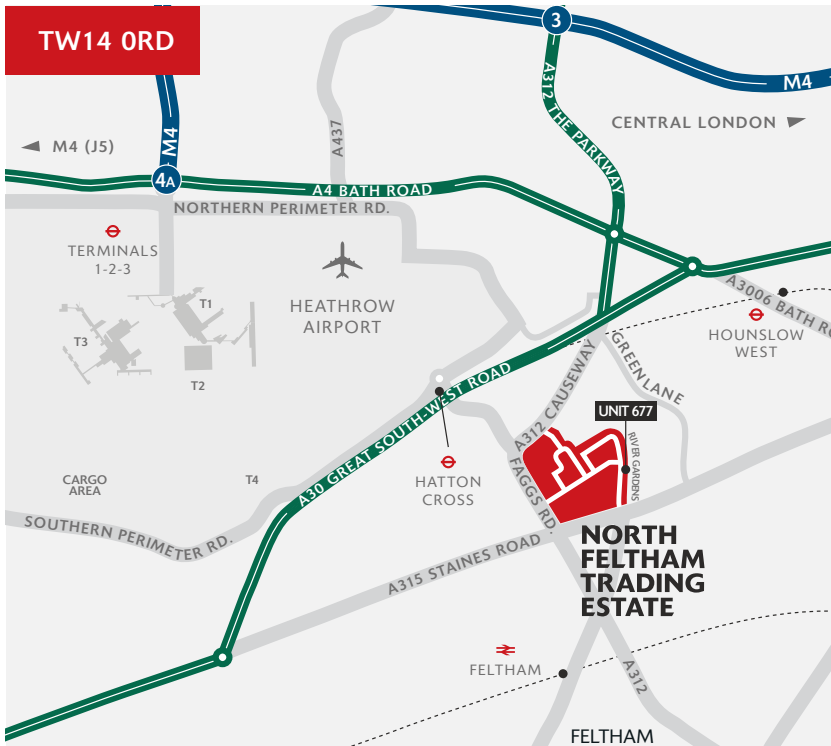 TW14 0RD
3
M4
M4
A312 THE PARKWAY
CENTRAL LONDON
M4 (J5)
A437
4A
A4 BATH ROAD
NORTHERN PERIMETER RD.
TERMINALS
1-2-3
HEATHROW
AIRPORT
T1
T3
T2
A3006 BATH RO
HOUNSLOW
WEST
GREEN LANE
A312 CAUSEWAY
A30 GREAT SOUTH-WEST ROAD
UNIT 677
RIVER GARDENS
HATTON
CROSS
FAGGS RD.
CARGO
AREA
T4
SOUTHERN PERIMETER RD.
A315 STAINES ROAD
NORTH
FELTHAM
TRADING
ESTATE
FELTHAM
A312
FELTHAM